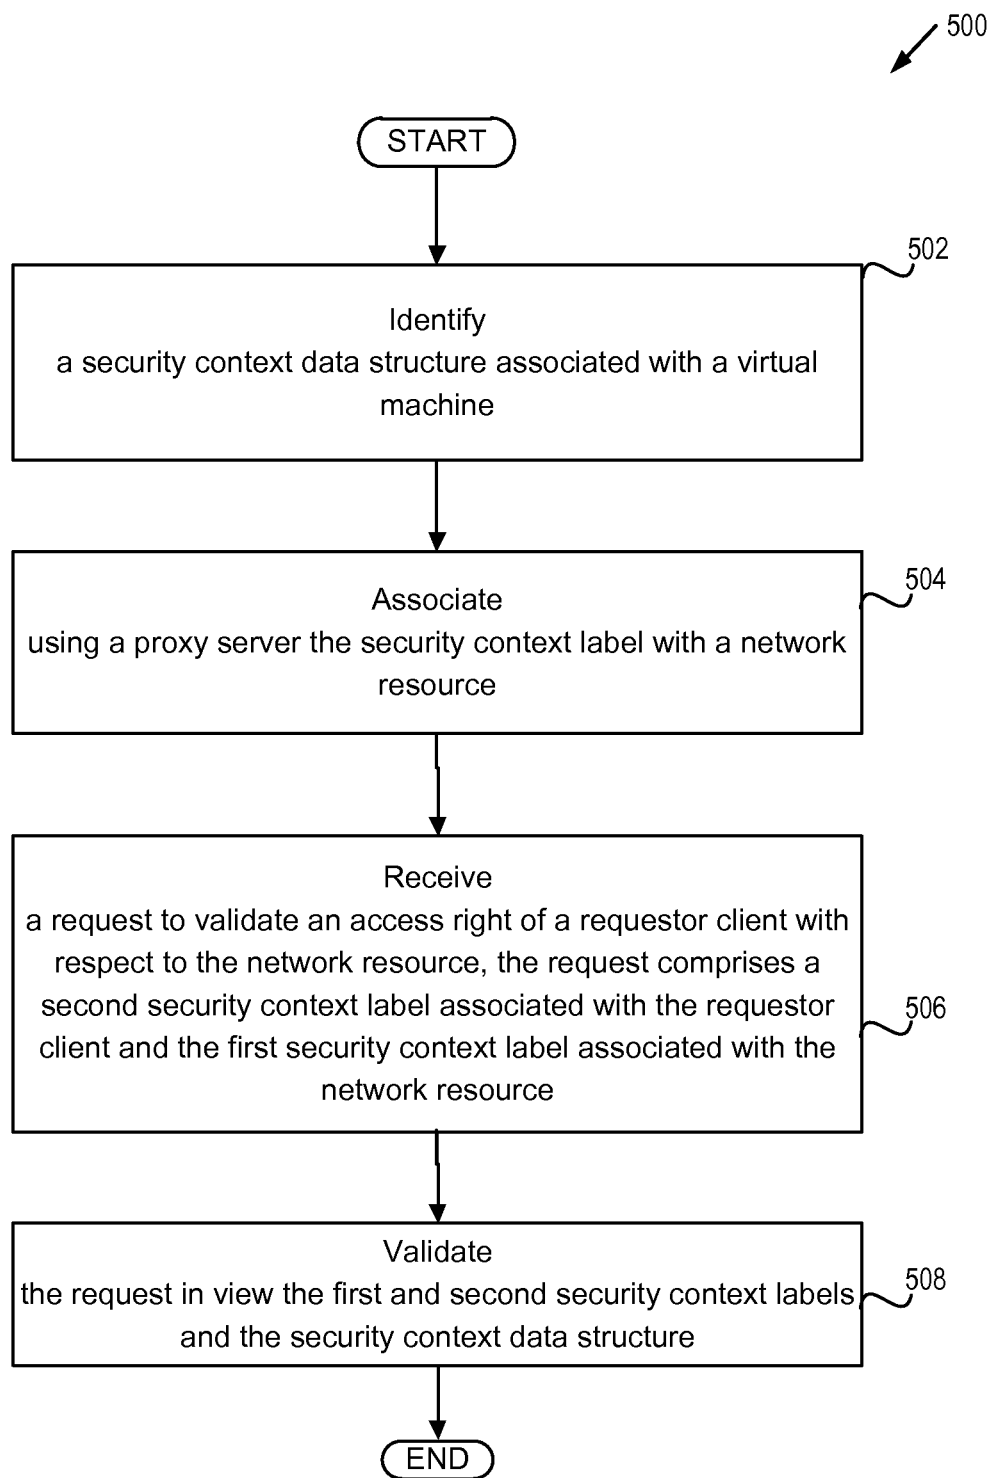 500
START
502
Identify
a security context data structure associated with a virtual
machine
504
Associate
using a proxy server the security context label with a network
resource
Receive
a request to validate an access right of a requestor client with
respect to the network resource, the request comprises a
second security context label associated with the requestor
506
client and the first security context label associated with the
network resource
Validate
508
the request in view the first and second security context labels
and the security context data structure
END